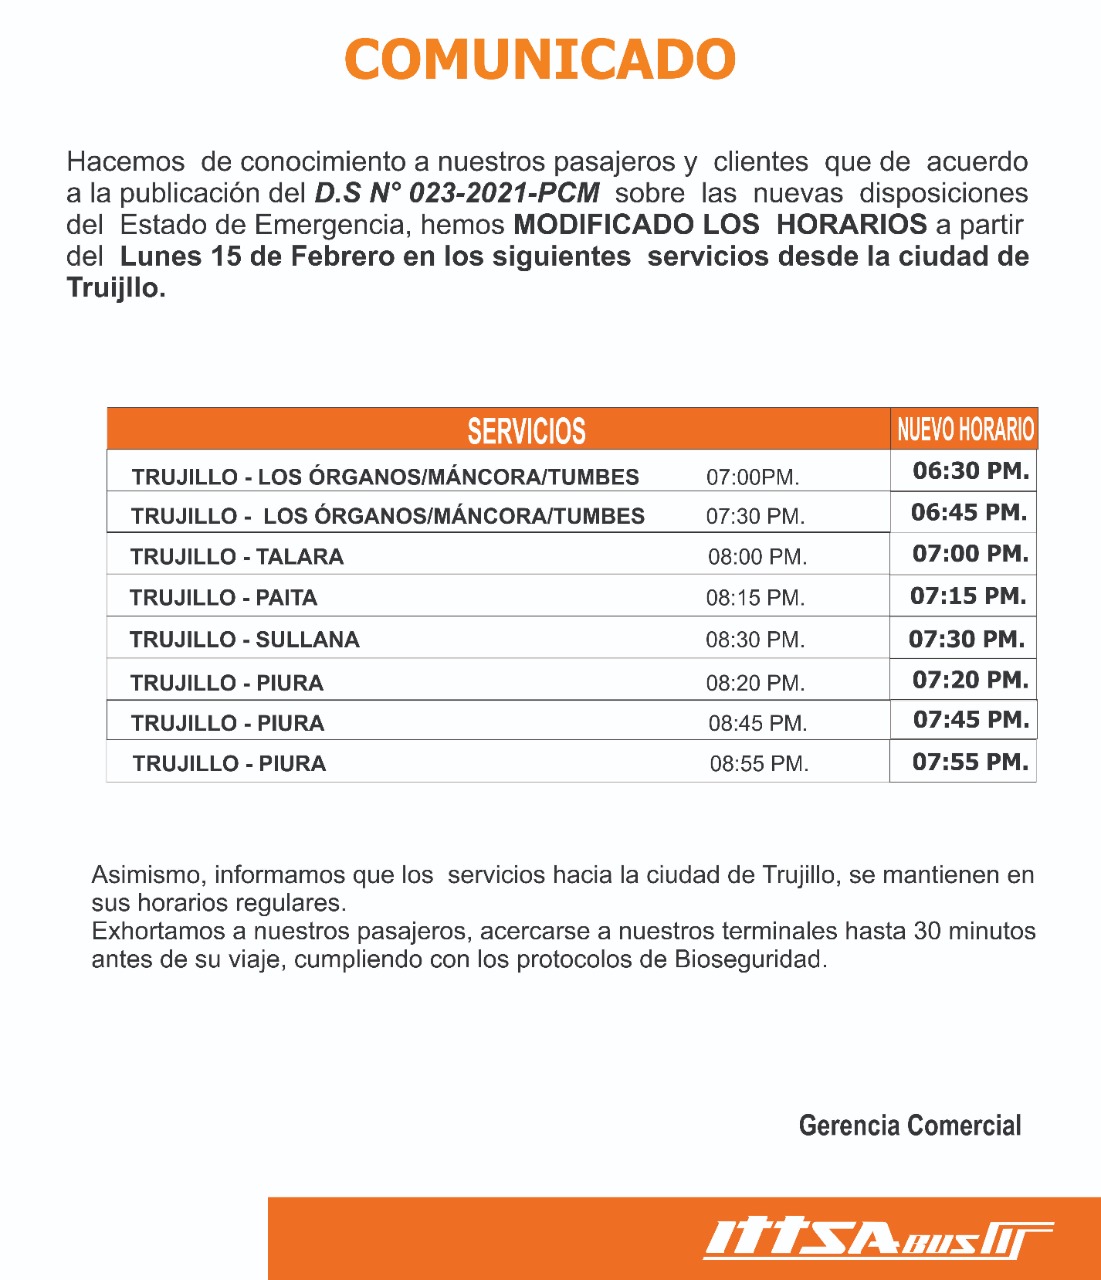 COMUNICADO
Hacemos de conocimiento a nuestros pasajeros y clientes que de acuerdo
a la publicación del D.S N° 023-2021-PCM sobre las nuevas disposiciones
del Estado de Emergencia, hemos MODIFICADO LOS HORARIOS a partir
del Lunes 15 de Febrero en los siguientes servicios desde la ciudad de
Truijllo.
SERVICIOS NUEVO HORARIO
TRUJILLO - LOS ÓRGANOS/MÁNCORA/TUMBES 07:00PM. 06:30 PM.
TRUJILLO - LOS ÓRGANOS/MÁNCORA/TUMBES 07:30 PM. 06:45 PM.
TRUJILLO - TALARA 08:00 PM. 07:00 PM.
TRUJILLO - PAITA 08:15 PM. 07:15 PM.
TRUJILLO - SULLANA 08:30 PM. 07:30 PM.
TRUJILLO - PIURA 08:20 PM. 07:20 PM.
TRUJILLO - PIURA 08:45 PM. 07:45 PM.
TRUJILLO - PIURA 08:55 PM. 07:55 PM.
Asimismo, informamos que los servicios hacia la ciudad de Trujillo, se mantienen en
sus horarios regulares.
Exhortamos a nuestros pasajeros, acercarse a nuestros terminales hasta 30 minutos
antes de su viaje, cumpliendo con los protocolos de Bioseguridad.
Gerencia Comercial
ITTSA BUS